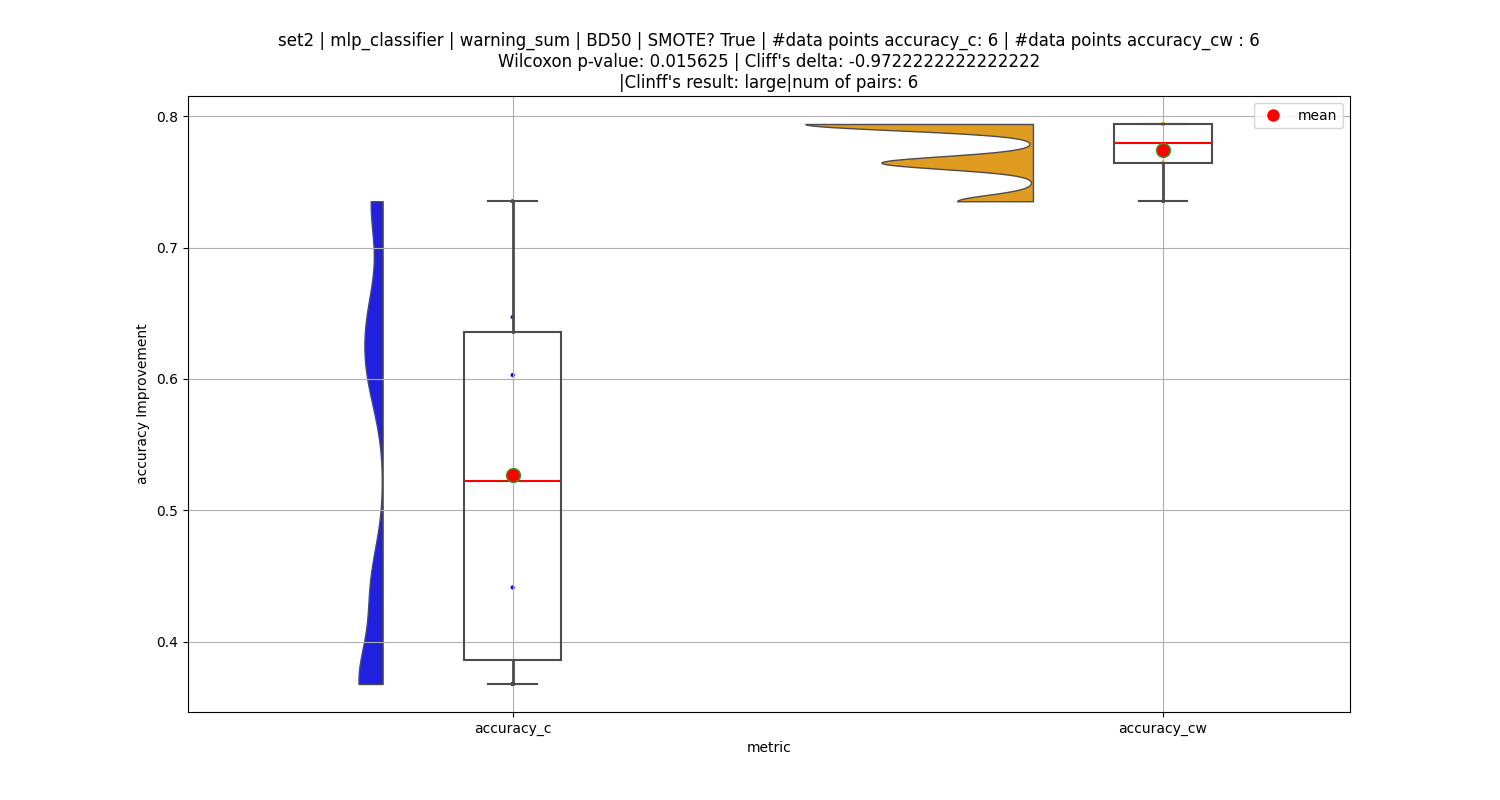 set2 | mlp_classifier | warning_sum | BD50 | SMOTE? True | #data points accuracy_c: 6 | #data points accuracy_cw : 6
Wilcoxon p-value: 0.015625 | Cliff's delta: -0.9722222222222222
|Clinff's result: large|num of pairs: 6
mean
0.8
0.7
0.6
0.5
0.4
accuracy Improvement
accuracy_c
accuracy_cw
metric